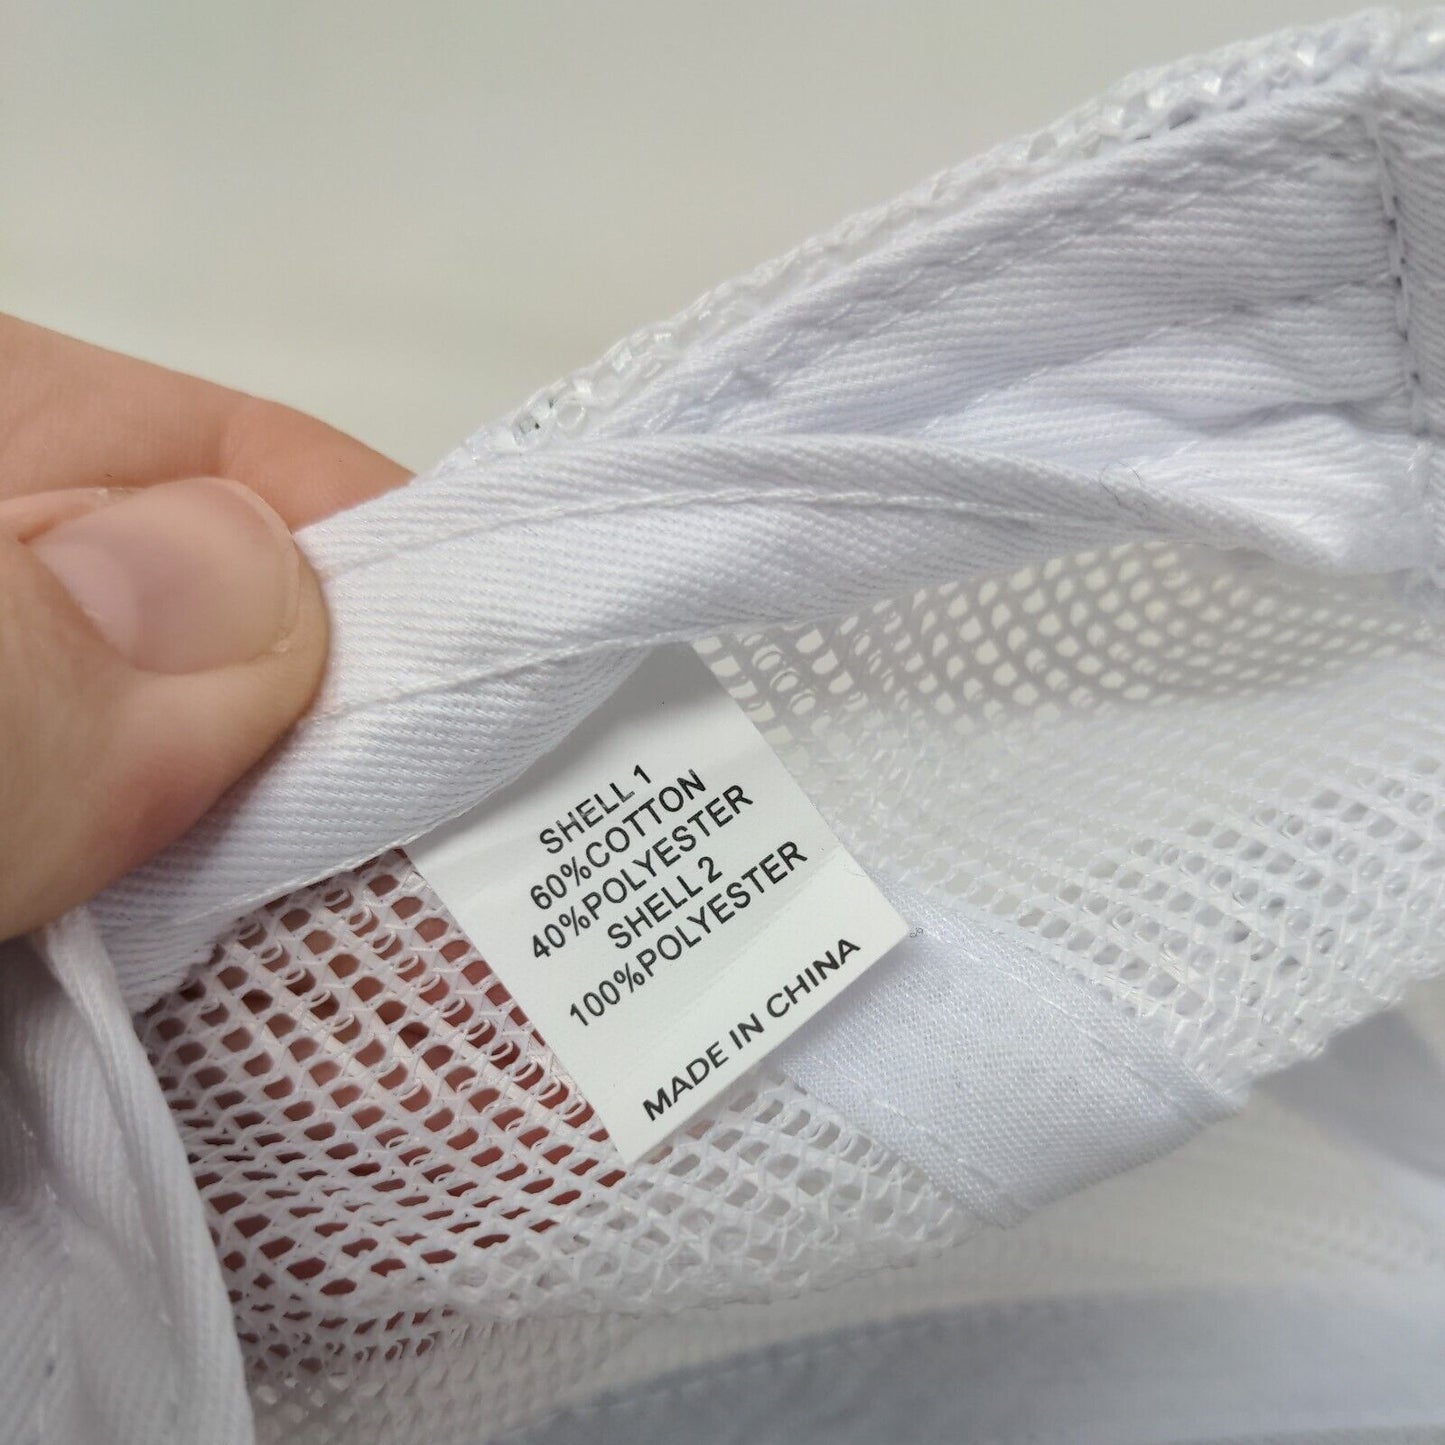 SHELL 1
60%COTTON
40%POLYESTER
SHELL 2
100%POLYESTER
MADE IN CHINA